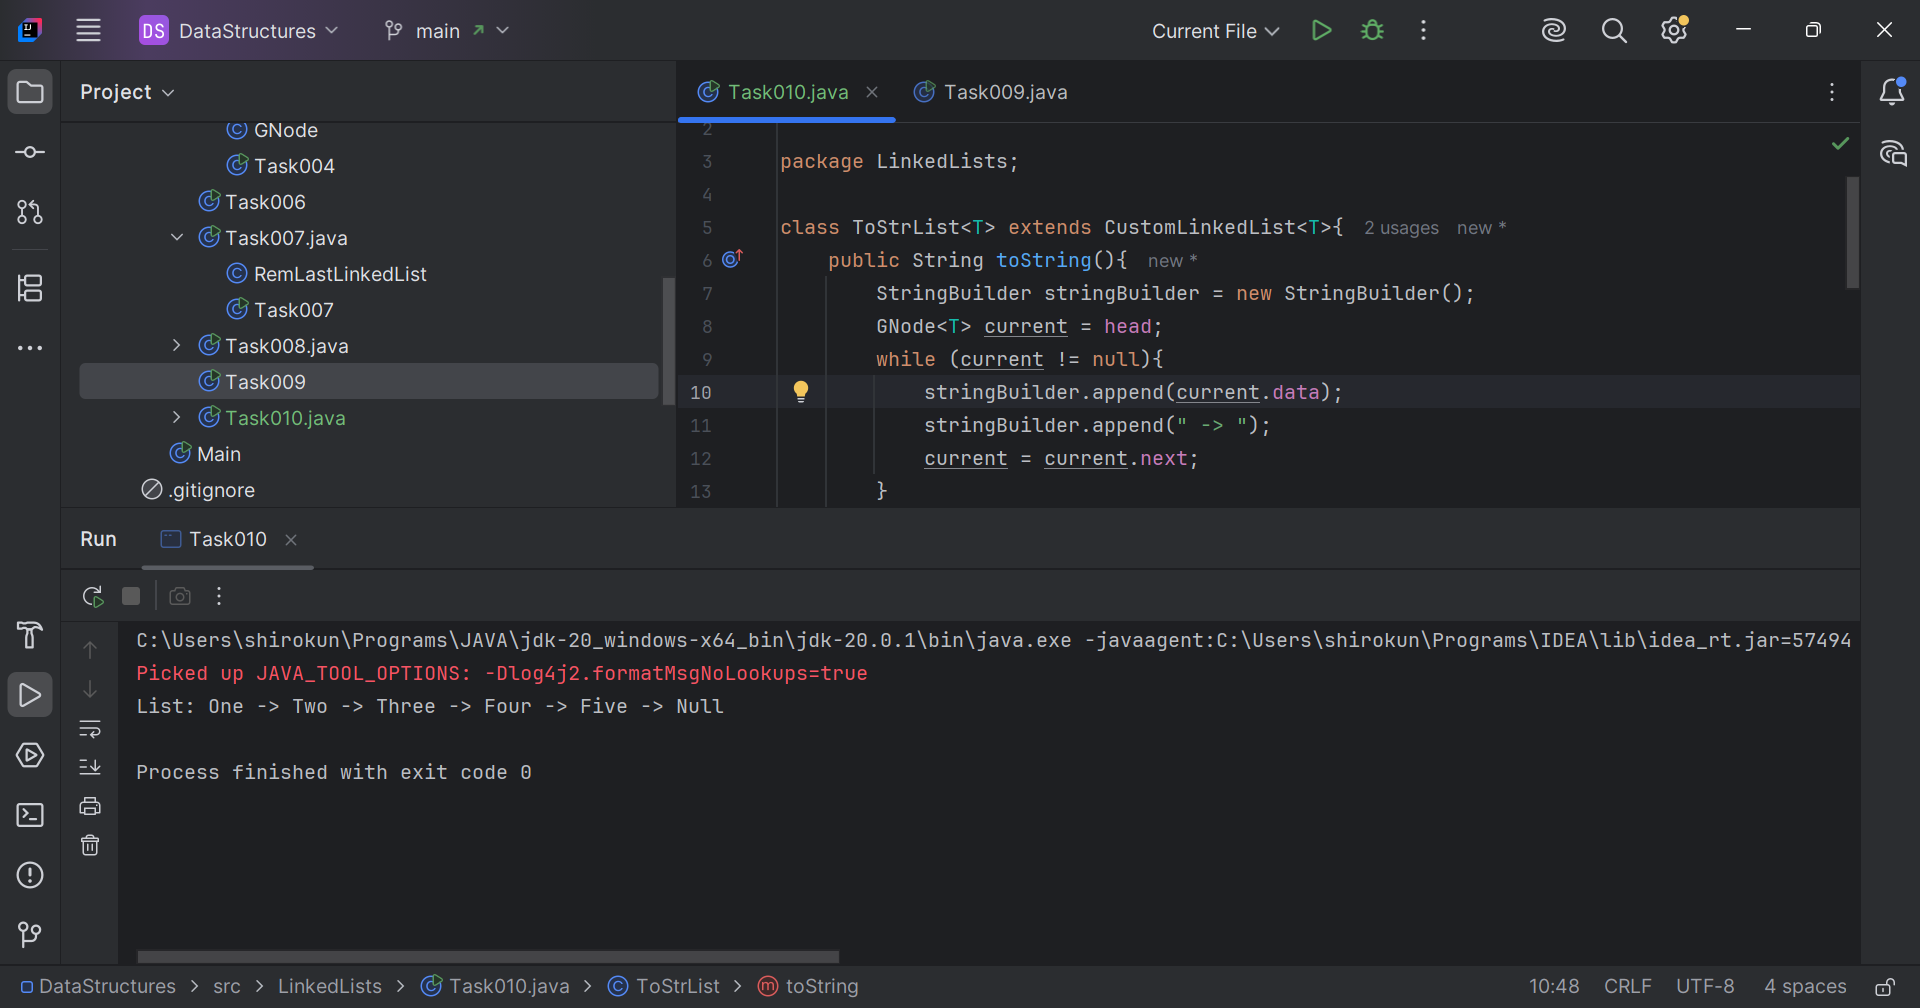 DS DataStructures main Current File
Project
GNode
Task004
Task006
Task007.java
RemLastLinkedList
Task007
Task008.java
Task009
Task010.java
Main
.gitignore
Task010.java Task009.java
2
3 package LinkedLists;
4
5 class ToStrList<T> extends CustomLinkedList<T>{ 2 usages new *
6 public String toString(){ new *
7 StringBuilder stringBuilder = new StringBuilder();
8 GNode<T> current = head;
9 while (current != null){
10 stringBuilder.append(current.data);
11 stringBuilder.append(" -> ");
12 current = current.next;
13 }
Run Task010
C:\Users\shirokun\Programs\JAVA\jdk-20_windows-x64_bin\jdk-20.0.1\bin\java.exe -javaagent:C:\Users\shirokun\Programs\IDEA\lib\idea_rt.jar=57494
Picked up JAVA_TOOL_OPTIONS: -Dlog4j2.formatMsgNoLookups=true
List: One -> Two -> Three -> Four -> Five -> Null
Process finished with exit code 0
DataStructures > src > LinkedLists > Task010.java > ToStrList > m toString 10:48 CRLF UTF-8 4 spaces